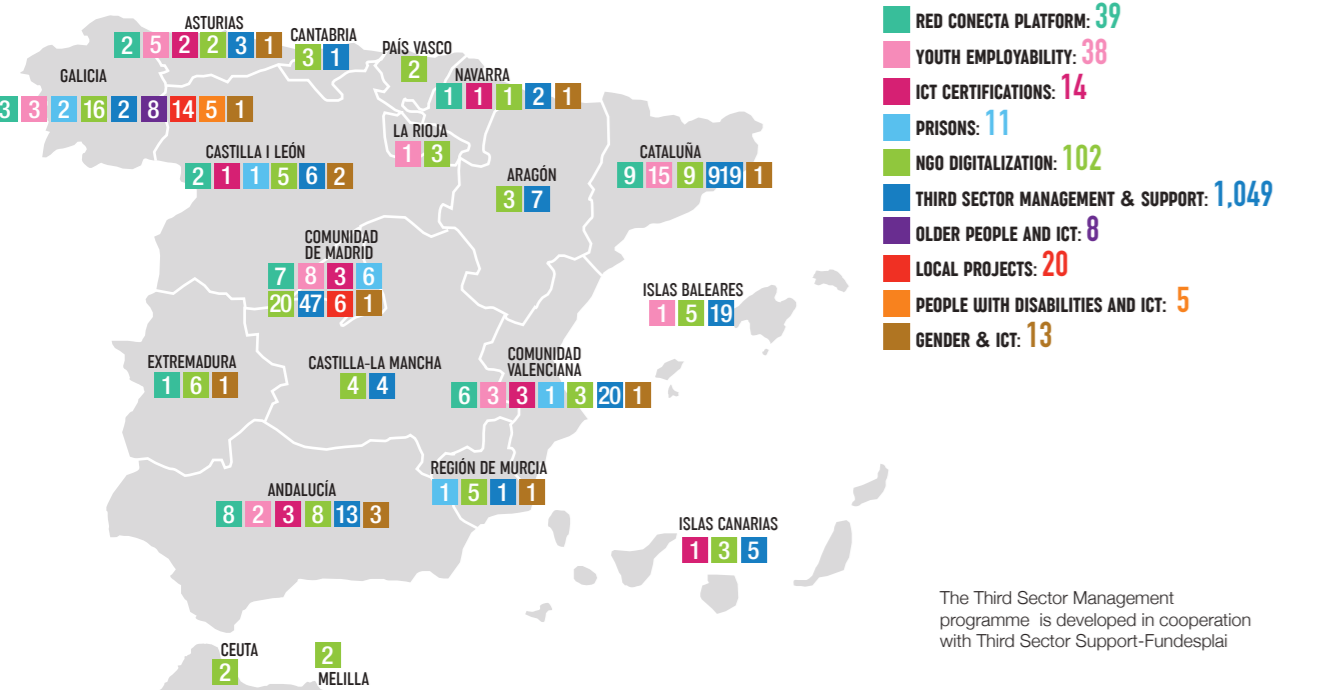 ASTURIAS
2 5 2 2 3 1
CANTABRIA
3 1
PAÍS VASCO
2
NAVARRA
1 1 1 2 1
GALICIA
3 3 2 16 2 8 14 5 1
LA RIOJA
1 3
CASTILLA I LEÓN
2 1 1 5 6 2
ARAGÓN
3 7
CATALUÑA
9 15 9 919 1
COMUNIDAD
DE MADRID
7 8 3 6
20 47 6 1
ISLAS BALEARES
1 5 19
EXTREMADURA
1 6 1
CASTILLA-LA MANCHA
4 4
COMUNIDAD
VALENCIANA
6 3 3 1 3 20 1
REGIÓN DE MURCIA
1 5 1 1
ANDALUCÍA
8 2 3 8 13 3
ISLAS CANARIAS
1 3 5
CEUTA
2
2
MELILLA
RED CONECTA PLATFORM: 39
YOUTH EMPLOYABILITY: 38
ICT CERTIFICATIONS: 14
PRISONS: 11
NGO DIGITALIZATION: 102
THIRD SECTOR MANAGEMENT & SUPPORT: 1,049
OLDER PEOPLE AND ICT: 8
LOCAL PROJECTS: 20
PEOPLE WITH DISABILITIES AND ICT: 5
GENDER & ICT: 13
The Third Sector Management
programme is developed in cooperation
with Third Sector Support-Fundesplai